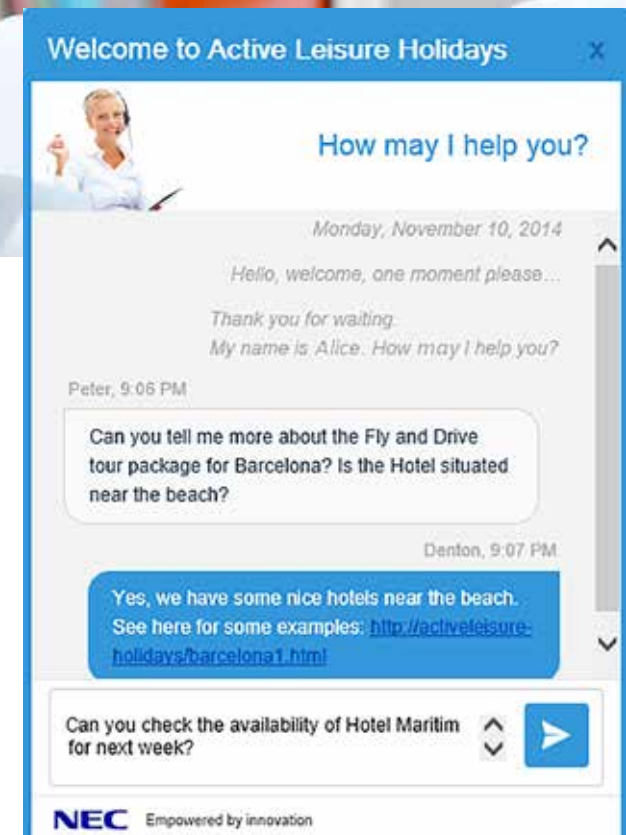 Welcome to Active Leisure Holidays x
How may I help you?
Monday, November 10, 2014
Hello, welcome, one moment please...
Thank you for waiting.
My name is Alice. How may I help you?
Peter, 9:06 PM
Can you tell me more about the Fly and Drive
tour package for Barcelona? Is the Hotel situated
near the beach?
Denton, 9:07 PM
Yes, we have some nice hotels near the beach.
See here for some examples: http://activeleisure-
holidays/barcelona1.html
Can you check the availability of Hotel Maritim
for next week?
NEC Empowered by innovation